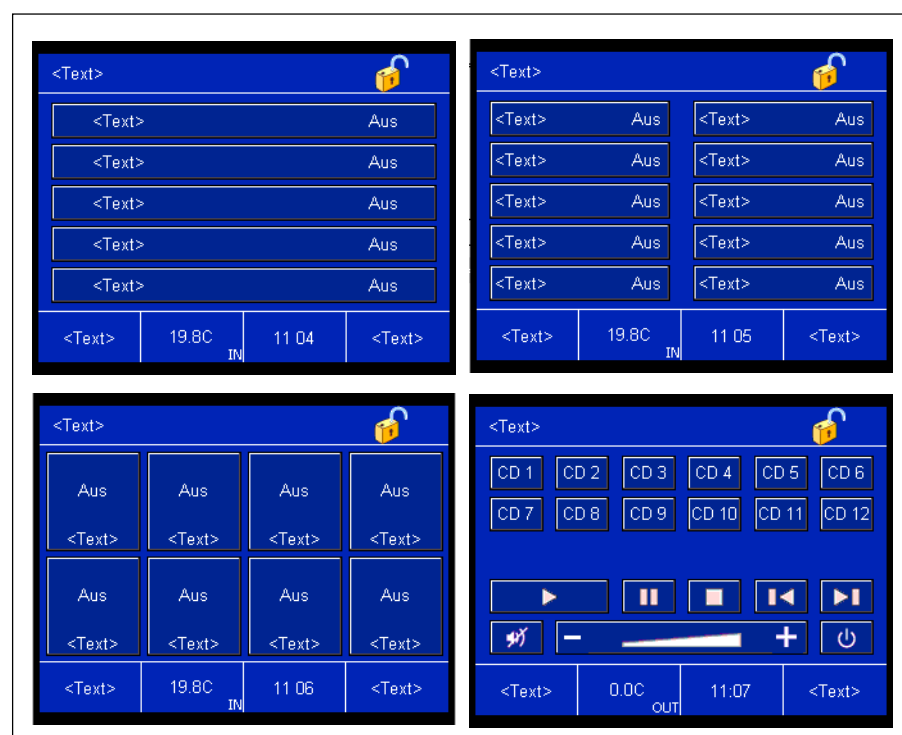 <Text>
<Text> Aus
<Text> Aus
<Text> Aus
<Text> Aus
<Text> Aus
<Text> 19.8C IN 11 04 <Text>
<Text>
<Text> Aus <Text> Aus
<Text> Aus <Text> Aus
<Text> Aus <Text> Aus
<Text> Aus <Text> Aus
<Text> Aus <Text> Aus
<Text> 19.8C IN 11 05 <Text>
<Text>
Aus Aus Aus Aus
<Text> <Text> <Text> <Text>
Aus Aus Aus Aus
<Text> <Text> <Text> <Text>
<Text> 19.8C IN 11 06 <Text>
<Text>
CD 1 CD 2 CD 3 CD 4 CD 5 CD 6
CD 7 CD 8 CD 9 CD 10 CD 11 CD 12
<Text> 0.0C OUT 11:07 <Text>